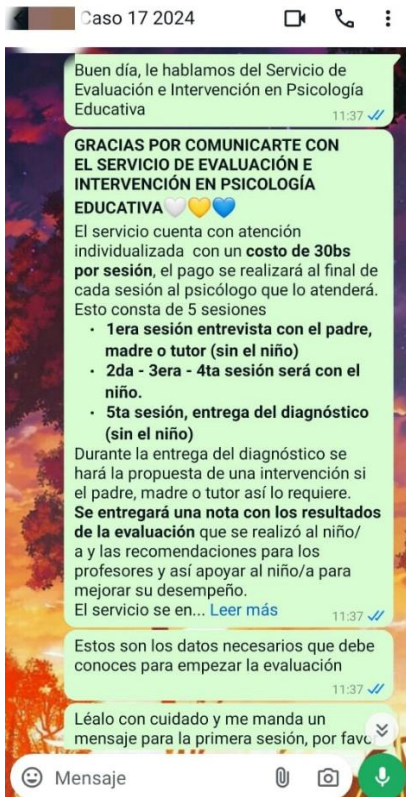 Caso 17 2024
Buen día, le hablamos del Servicio de
Evaluación e Intervención en Psicología
Educativa
11:37
GRACIAS POR COMUNICARTE CON
EL SERVICIO DE EVALUACIÓN E
INTERVENCIÓN EN PSICOLOGÍA
EDUCATIVA🤍💛💙
El servicio cuenta con atención
individualizada con un costo de 30bs
por sesión, el pago se realizará al final de
cada sesión al psicólogo que lo atenderá.
Esto consta de 5 sesiones
• 1era sesión entrevista con el padre,
madre o tutor (sin el niño)
• 2da - 3era - 4ta sesión será con el
niño.
• 5ta sesión, entrega del diagnóstico
(sin el niño)
Durante la entrega del diagnóstico se
hará la propuesta de una intervención si
el padre, madre o tutor así lo requiere.
Se entregará una nota con los resultados
de la evaluación que se realizó al niño/
a y las recomendaciones para los
profesores y así apoyar al niño/a para
mejorar su desempeño.
El servicio se en... Leer más
11:37
Estos son los datos necesarios que debe
conoces para empezar la evaluación
11:37
Léalo con cuidado y me manda un
mensaje para la primera sesión, por favo
Mensaje